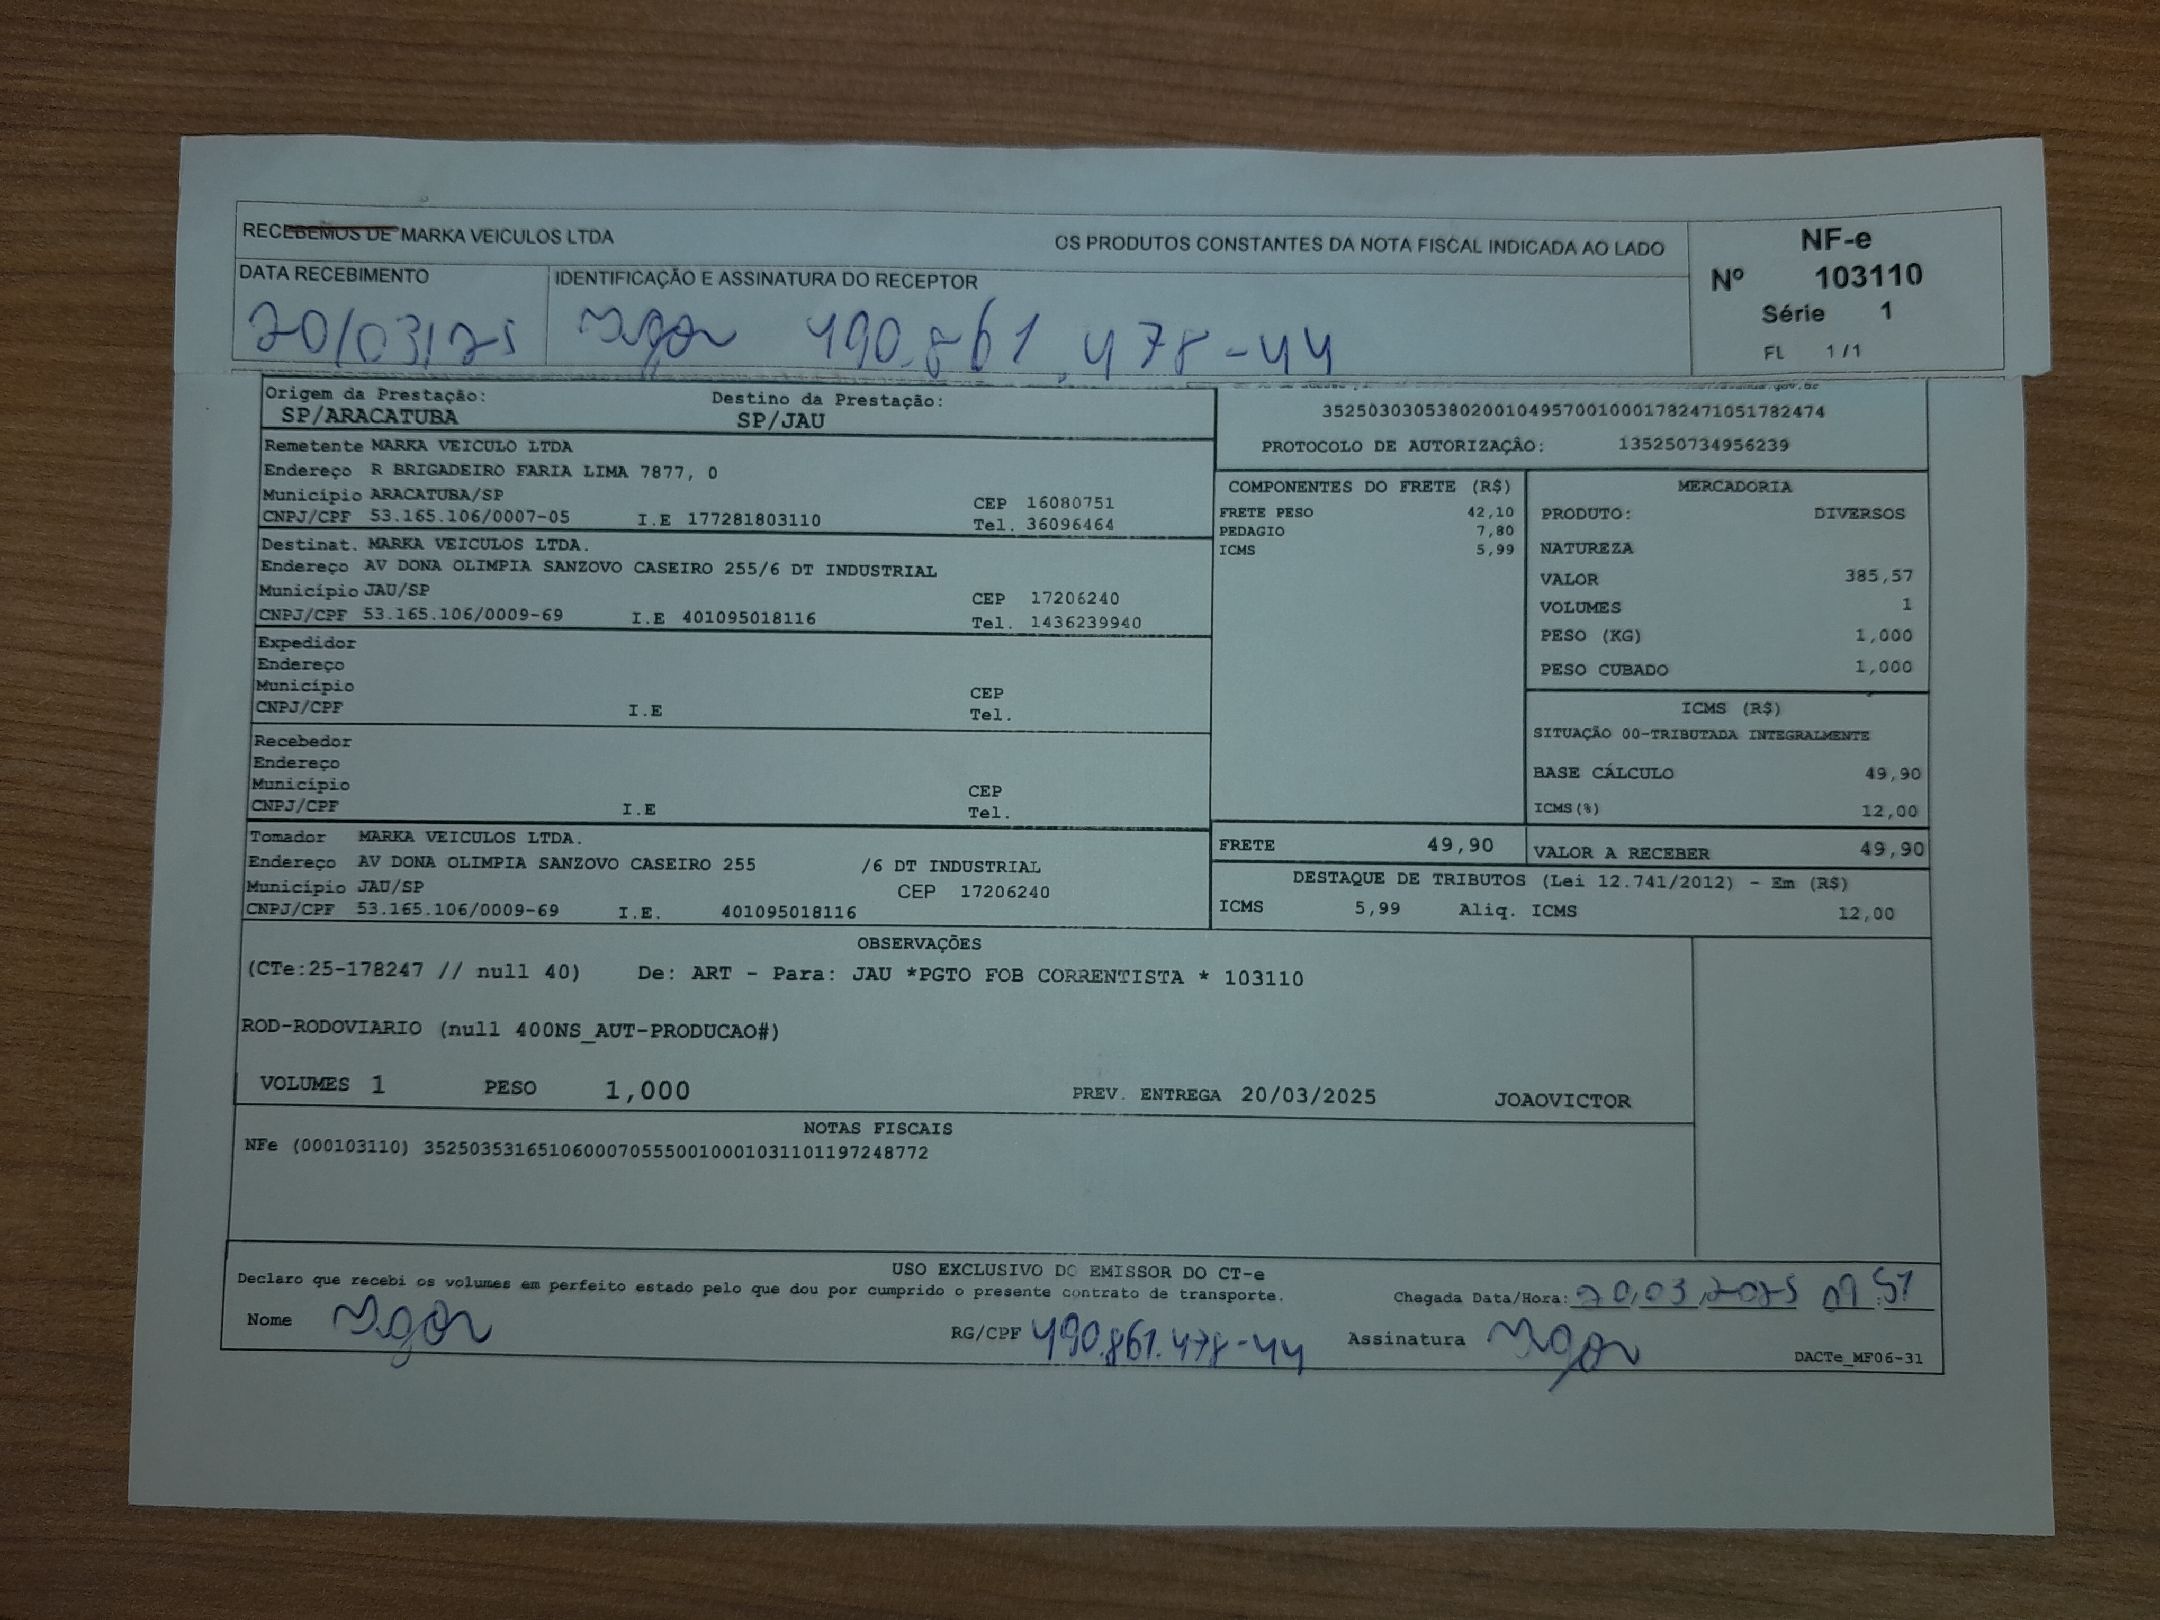 RECEBEMOS DE MARKA VEICULOS LTDA OS PRODUTOS CONSTANTES DA NOTA FISCAL INDICADA AO LADO
NF-e
Nº 103110
Série 1
FL 1 /1
DATA RECEBIMENTO
IDENTIFICAÇÃO E ASSINATURA DO RECEPTOR
20/03/25
Igor 490.861.478-44
Origem da Prestação: Destino da Prestação:
SP/ARACATUBA SP/JAU
Remetente MARKA VEICULO LTDA
Endereço R BRIGADEIRO FARIA LIMA 7877, 0
Município ARACATUBA/SP CEP 16080751
CNPJ/CPF 53.165.106/0007-05 I.E 177281803110 Tel. 36096464
Destinat. MARKA VEICULOS LTDA.
Endereço AV DONA OLIMPIA SANZOVO CASEIRO 255/6 DT INDUSTRIAL
Município JAU/SP CEP 17206240
CNPJ/CPF 53.165.106/0009-69 I.E 401095018116 Tel. 1436239940
Expedidor
Endereço
Município CEP
CNPJ/CPF I.E Tel.
Recebedor
Endereço
Município CEP
CNPJ/CPF I.E Tel.
Tomador MARKA VEICULOS LTDA.
Endereço AV DONA OLIMPIA SANZOVO CASEIRO 255 /6 DT INDUSTRIAL
Município JAU/SP CEP 17206240
CNPJ/CPF 53.165.106/0009-69 I.E. 401095018116
35250303053802001049570010001782471051782474
PROTOCOLO DE AUTORIZAÇÃO: 135250734956239
COMPONENTES DO FRETE (R$)
FRETE PESO 42,10
PEDAGIO 7,80
ICMS 5,99
MERCADORIA
PRODUTO: DIVERSOS
NATUREZA
VALOR 385,57
VOLUMES 1
PESO (KG) 1,000
PESO CUBADO 1,000
ICMS (R$)
SITUAÇÃO 00-TRIBUTADA INTEGRALMENTE
BASE CÁLCULO 49,90
ICMS(%) 12,00
FRETE 49,90
VALOR A RECEBER 49,90
DESTAQUE DE TRIBUTOS (Lei 12.741/2012) - Em (R$)
ICMS 5,99 Aliq. ICMS 12,00
OBSERVAÇÕES
(CTe:25-178247 // null 40) De: ART - Para: JAU *PGTO FOB CORRENTISTA * 103110
ROD-RODOVIARIO (null 400NS_AUT-PRODUCAO#)
VOLUMES 1 PESO 1,000 PREV. ENTREGA 20/03/2025 JOAOVICTOR
NOTAS FISCAIS
NFe (000103110) 35250353165106000705550010001031101197248772
USO EXCLUSIVO DO EMISSOR DO CT-e
Declaro que recebi os volumes em perfeito estado pelo que dou por cumprido o presente contrato de transporte.
Chegada Data/Hora: 20,03,2025
Nome Igor RG/CPF 490.861.478-44 Assinatura Igor
DACTe_MF06-31